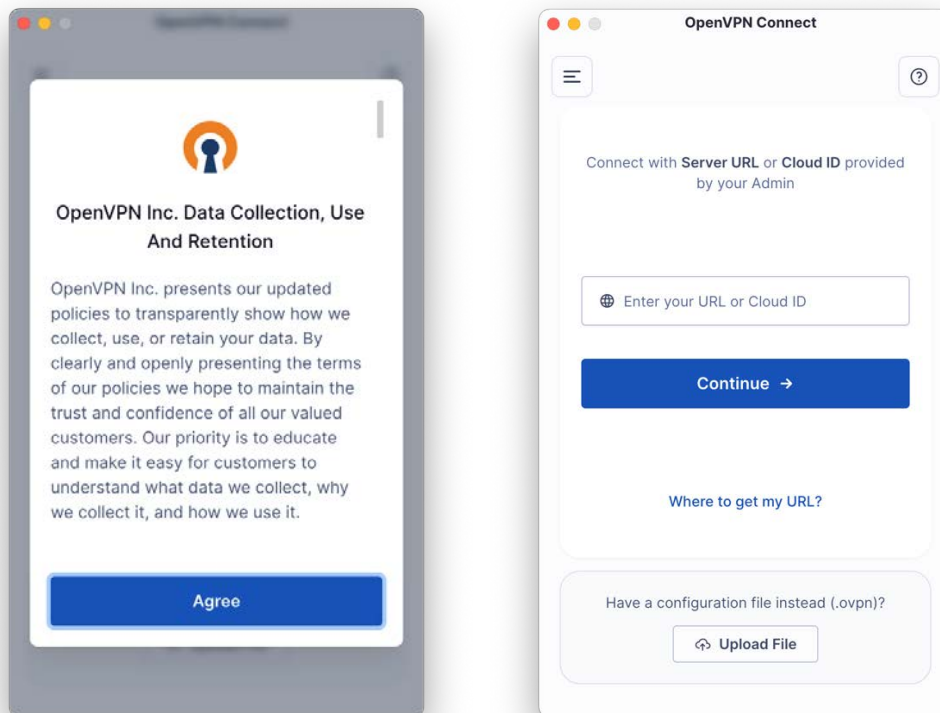 OpenVPN Connect
OpenVPN Inc. Data Collection, Use
And Retention
OpenVPN Inc. presents our updated
policies to transparently show how we
collect, use, or retain your data. By
clearly and openly presenting the terms
of our policies we hope to maintain the
trust and confidence of all our valued
customers. Our priority is to educate
and make it easy for customers to
understand what data we collect, why
we collect it, and how we use it.
Agree
OpenVPN Connect
Connect with Server URL or Cloud ID provided
by your Admin
Enter your URL or Cloud ID
Continue →
Where to get my URL?
Have a configuration file instead (.ovpn)?
Upload File